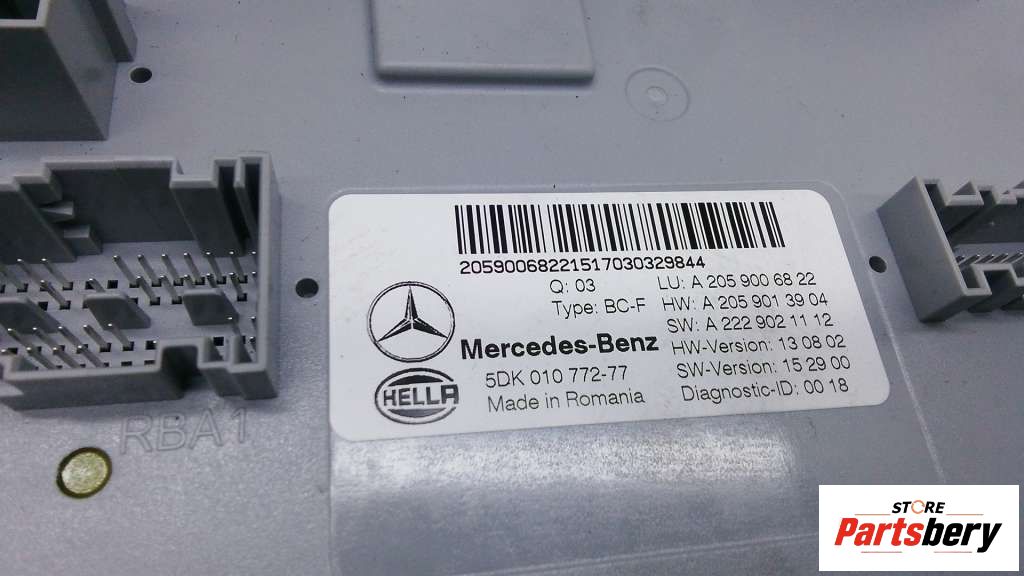 2059006822151703032​9844
Q: 03
LU: A 205 900 68 22
Type: BC-F
HW: A 205 901 39 04
SW: A 222 902 11 12
Mercedes-Benz
HW-Version: 13 08 02
HELLA
5DK 010 772-77
SW-Version: 15 29 00
Made in Romania
Diagnostic-ID: 00 18
RBA1
STORE
Partsbery